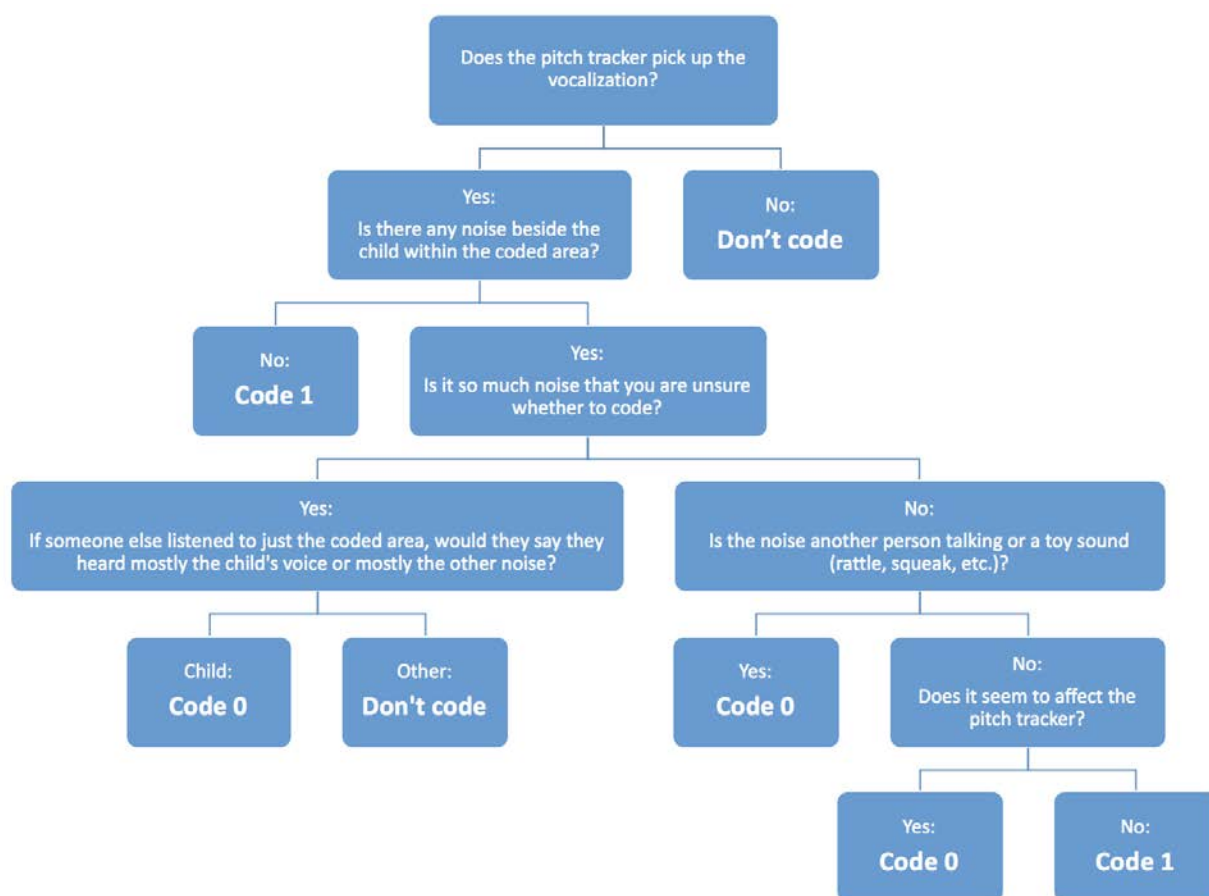 Does the pitch tracker pick up the
vocalization?
Yes:
Is there any noise beside the
child within the coded area?
No:
Don’t code
No:
Code 1
Yes:
Is it so much noise that you are unsure
whether to code?
Yes:
If someone else listened to just the coded area, would they say they
heard mostly the child's voice or mostly the other noise?
No:
Is the noise another person talking or a toy sound
(rattle, squeak, etc.)?
Child:
Code 0
Other:
Don't code
Yes:
Code 0
No:
Does it seem to affect the
pitch tracker?
Yes:
Code 0
No:
Code 1